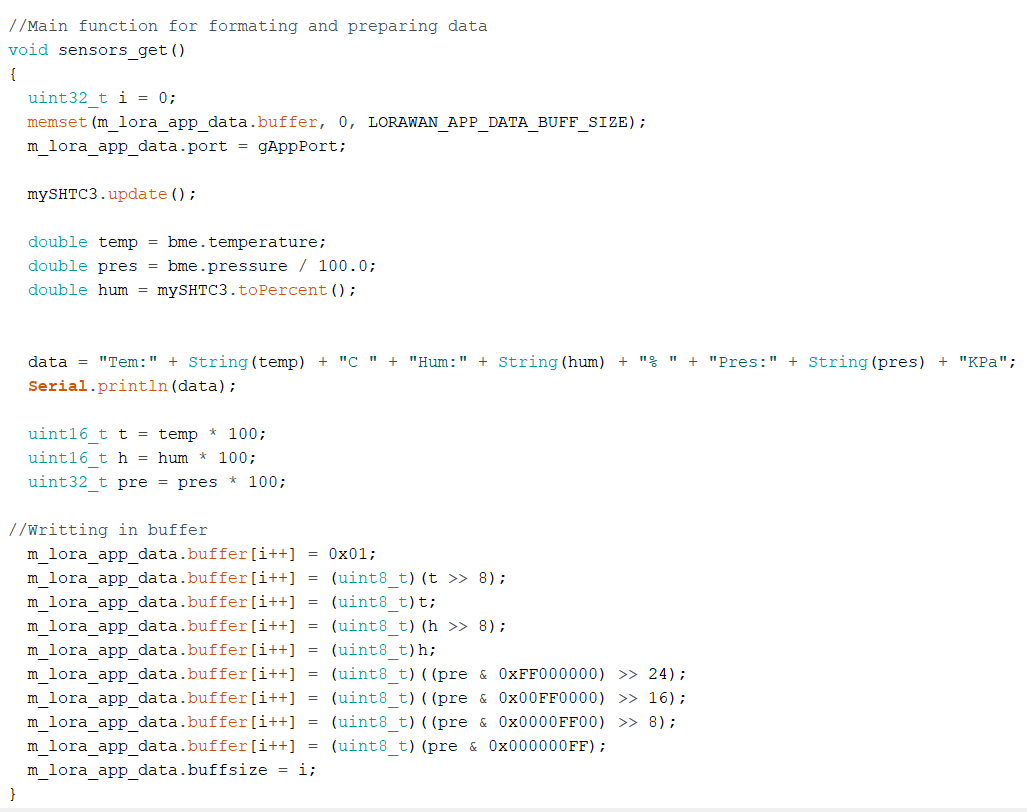 //Main function for formating and preparing data
void sensors_get()
{
  uint32_t i = 0;
  memset(m_lora_app_data.buffer, 0, LORAWAN_APP_DATA_BUFF_SIZE);
  m_lora_app_data.port = gAppPort;

  mySHTC3.update();

  double temp = bme.temperature;
  double pres = bme.pressure / 100.0;
  double hum = mySHTC3.toPercent();


  data = "Tem:" + String(temp) + "C " + "Hum:" + String(hum) + "% " + "Pres:" + String(pres) + "KPa";
  Serial.println(data);

  uint16_t t = temp * 100;
  uint16_t h = hum * 100;
  uint32_t pre = pres * 100;

//Writting in buffer
  m_lora_app_data.buffer[i++] = 0x01;
  m_lora_app_data.buffer[i++] = (uint8_t)(t >> 8);
  m_lora_app_data.buffer[i++] = (uint8_t)t;
  m_lora_app_data.buffer[i++] = (uint8_t)(h >> 8);
  m_lora_app_data.buffer[i++] = (uint8_t)h;
  m_lora_app_data.buffer[i++] = (uint8_t)((pre & 0xFF000000) >> 24);
  m_lora_app_data.buffer[i++] = (uint8_t)((pre & 0x00FF0000) >> 16);
  m_lora_app_data.buffer[i++] = (uint8_t)((pre & 0x0000FF00) >> 8);
  m_lora_app_data.buffer[i++] = (uint8_t)(pre & 0x000000FF);
  m_lora_app_data.buffsize = i;
}